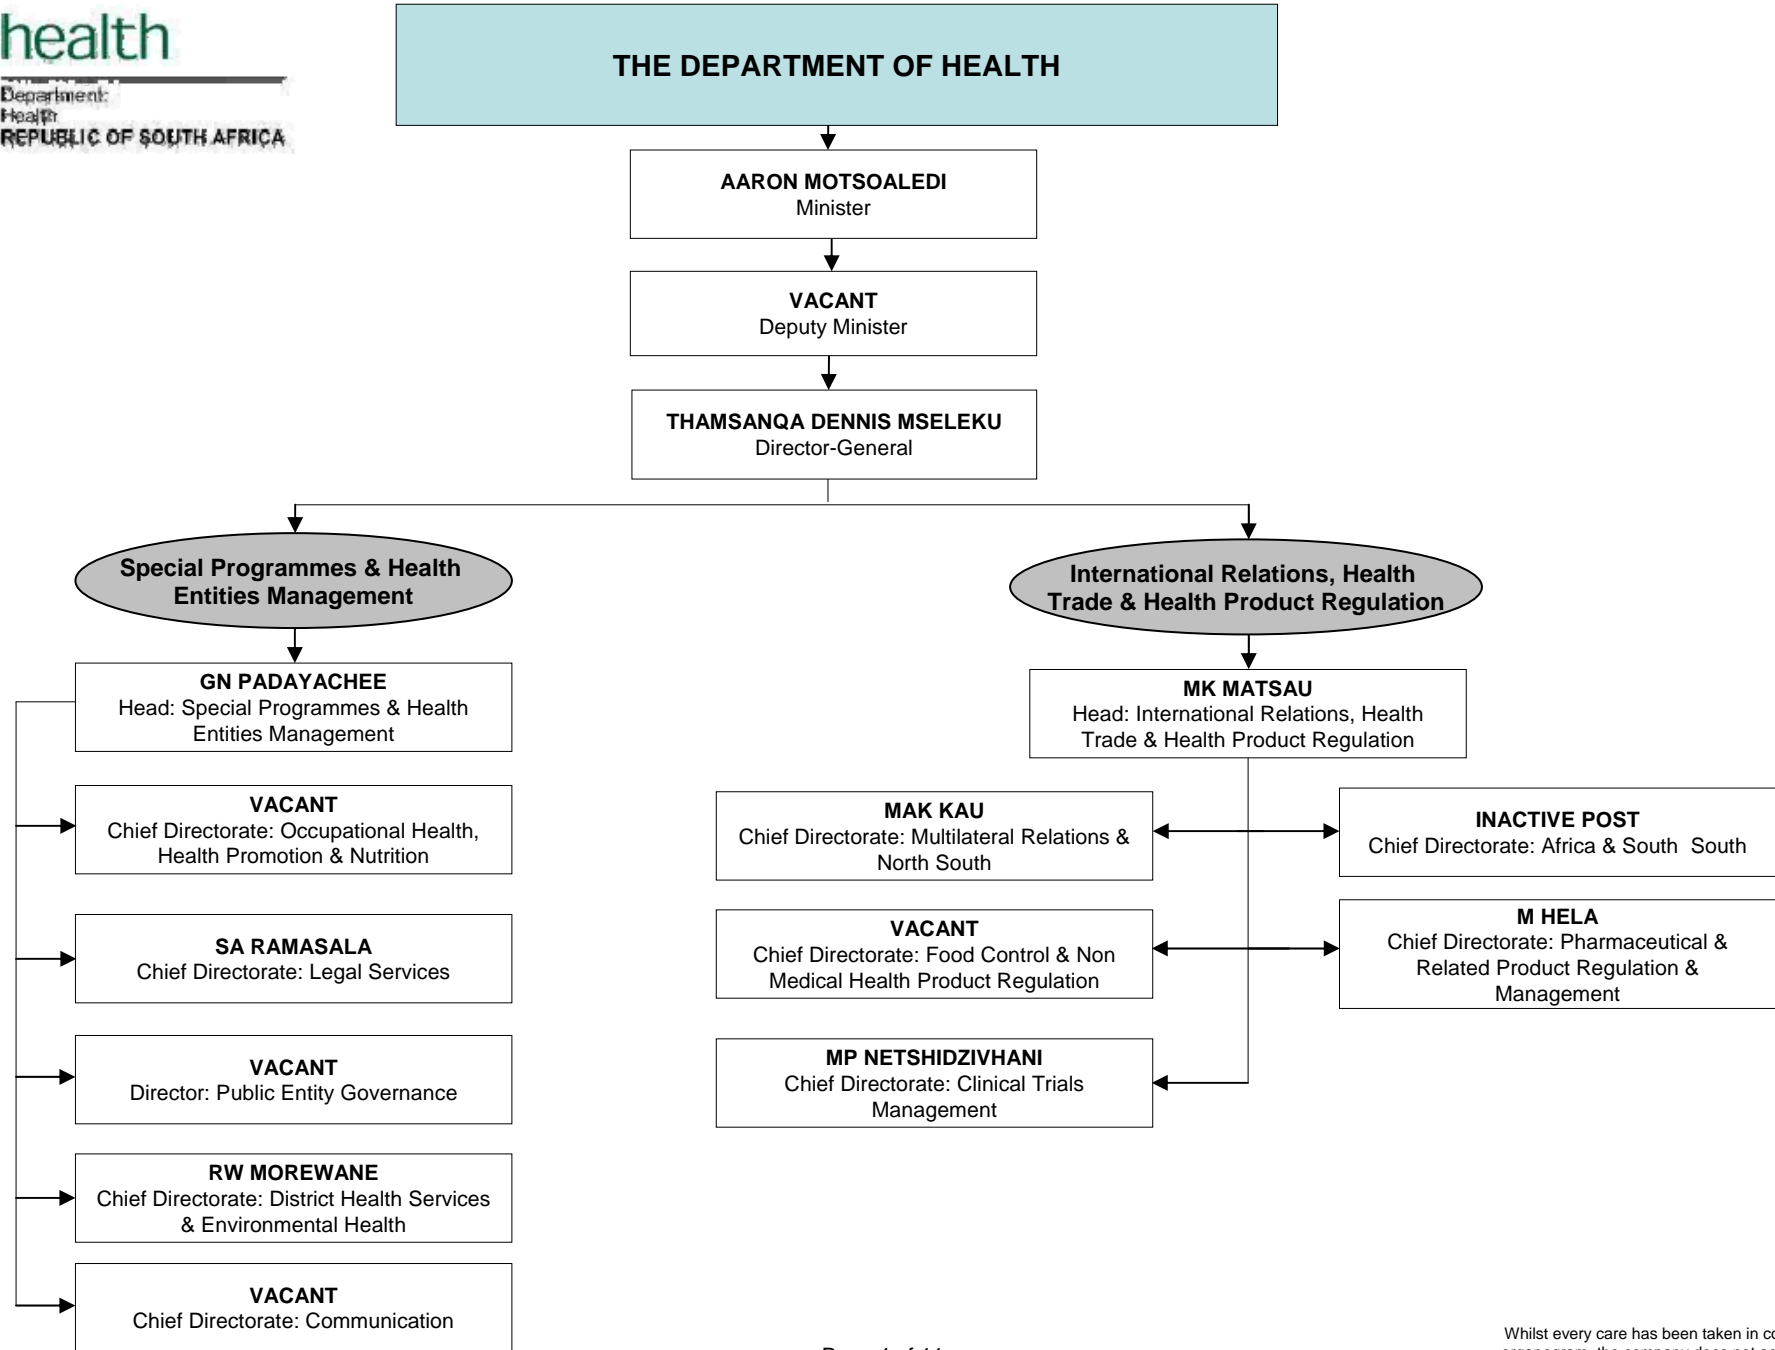 health
Department:
Health
REPUBLIC OF SOUTH AFRICA
THE DEPARTMENT OF HEALTH
AARON MOTSOALEDI
Minister
VACANT
Deputy Minister
THAMSANQA DENNIS MSELEKU
Director-General
Special Programmes & Health
Entities Management
International Relations, Health
Trade & Health Product Regulation
GN PADAYACHEE
Head: Special Programmes & Health
Entities Management
MK MATSAU
Head: International Relations, Health
Trade & Health Product Regulation
VACANT
Chief Directorate: Occupational Health,
Health Promotion & Nutrition
SA RAMASALA
Chief Directorate: Legal Services
VACANT
Director: Public Entity Governance
RW MOREWANE
Chief Directorate: District Health Services
& Environmental Health
VACANT
Chief Directorate: Communication
MAK KAU
Chief Directorate: Multilateral Relations &
North South
INACTIVE POST
Chief Directorate: Africa & South  South
VACANT
Chief Directorate: Food Control & Non
Medical Health Product Regulation
M HELA
Chief Directorate: Pharmaceutical &
Related Product Regulation &
Management
MP NETSHIDZIVHANI
Chief Directorate: Clinical Trials
Management
Whilst every care has been taken in